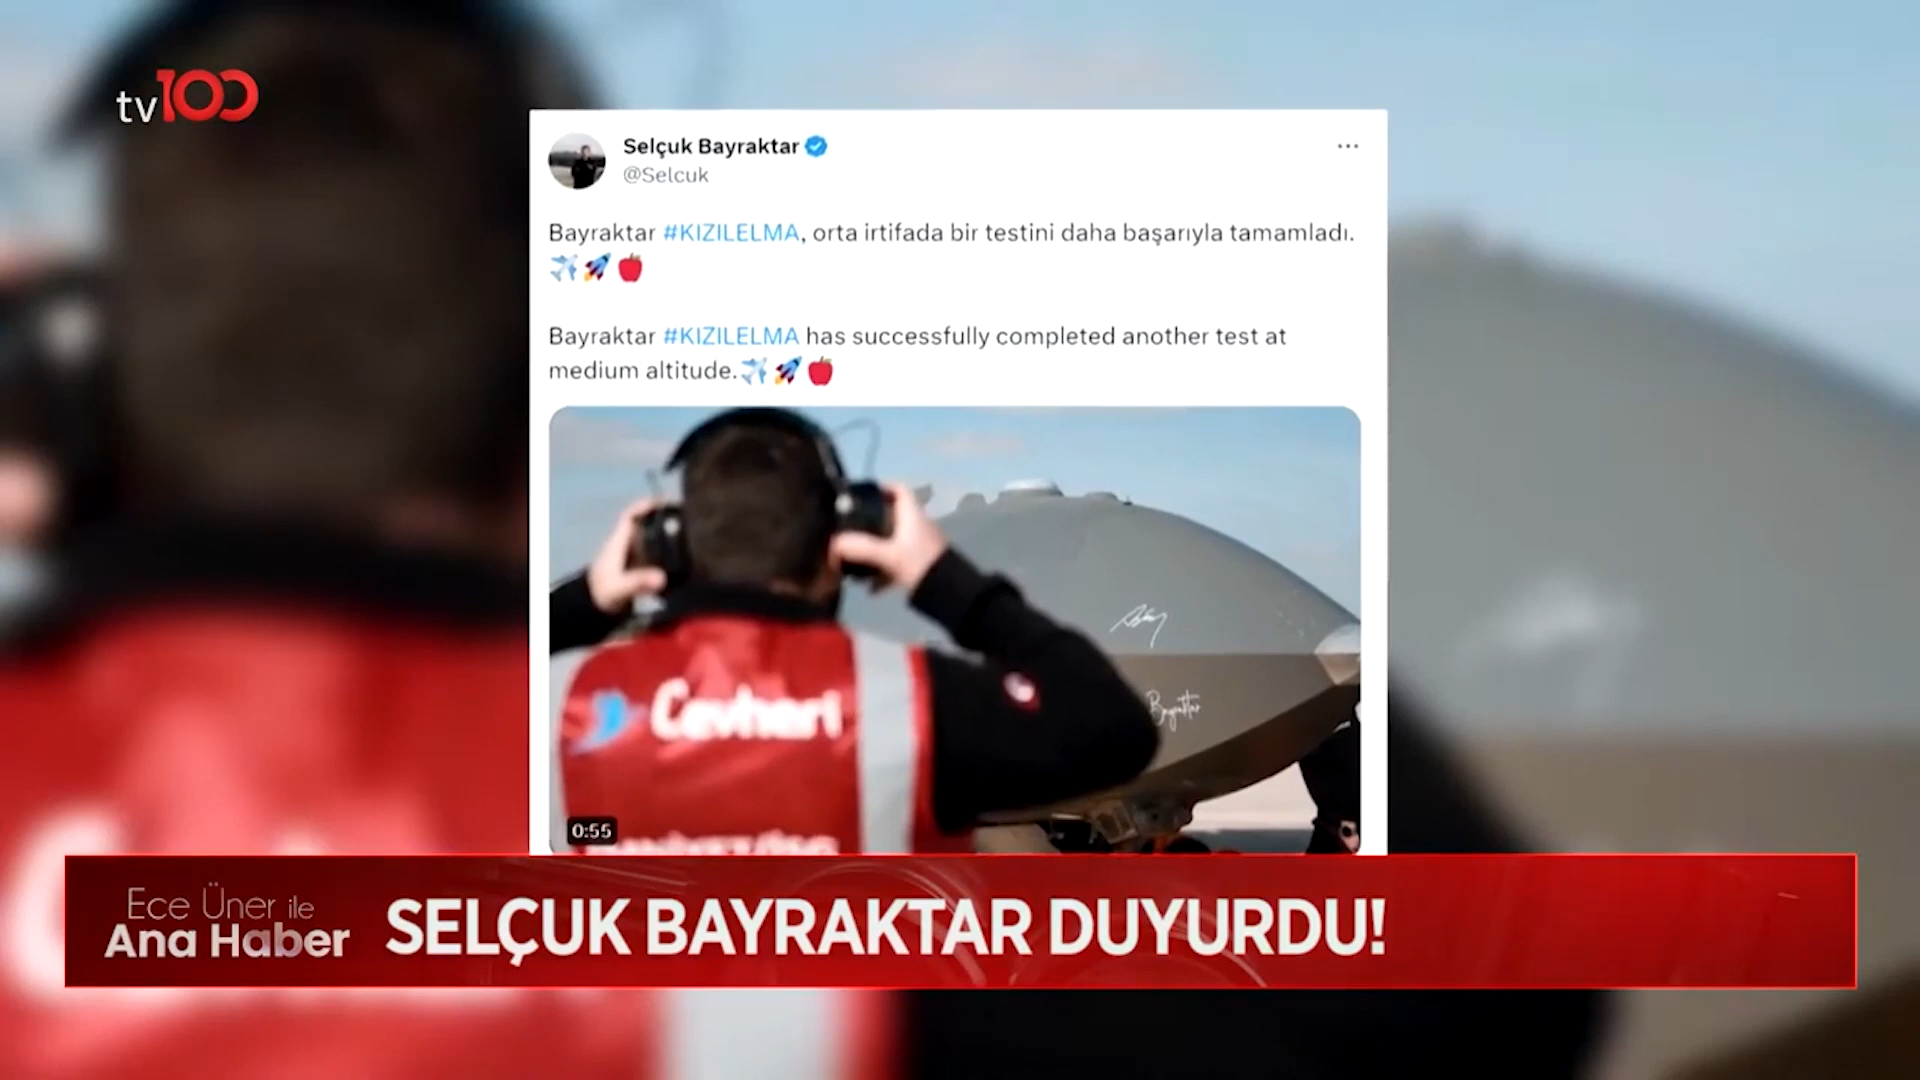 tv100
Selçuk Bayraktar
@Selcuk
Bayraktar #KIZILELMA, orta irtifada bir testini daha başarıyla tamamladı.
✈️🚀🍎
Bayraktar #KIZILELMA has successfully completed another test at
medium altitude.✈️🚀🍎
Cevheri
Bayraktar
0:55
Ece Üner ile
Ana Haber
SELÇUK BAYRAKTAR DUYURDU!